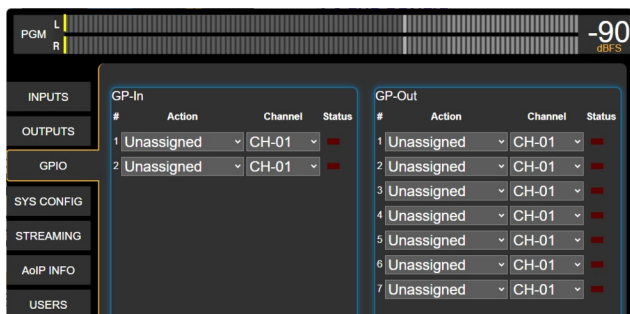 PGM L R -90 dBFS
INPUTS
OUTPUTS
GPIO
SYS CONFIG
STREAMING
AoIP INFO
USERS
GP-In
# Action Channel Status
1 Unassigned CH-01
2 Unassigned CH-01
GP-Out
# Action Channel Status
1 Unassigned CH-01
2 Unassigned CH-01
3 Unassigned CH-01
4 Unassigned CH-01
5 Unassigned CH-01
6 Unassigned CH-01
7 Unassigned CH-01